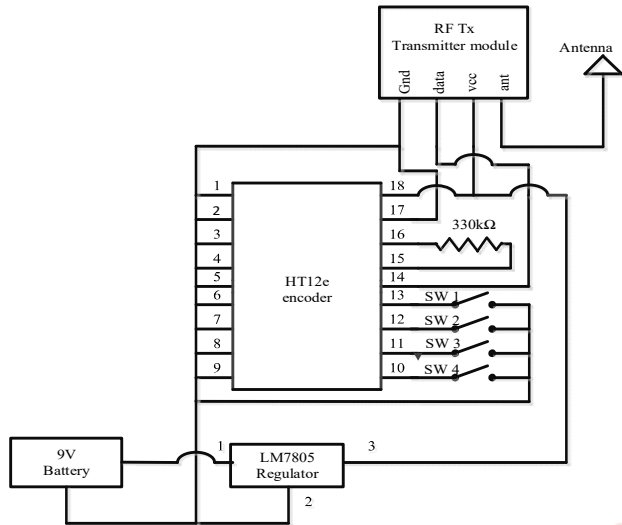 RF Tx
Transmitter module
Gnd
data
vcc
ant
Antenna
1
2
3
4
5
6
7
8
9
HT12e
encoder
18
17
16
15
14
13
12
11
10
330kΩ
SW 1
SW 2
SW 3
SW 4
9V
Battery
1
LM7805
Regulator
3
2